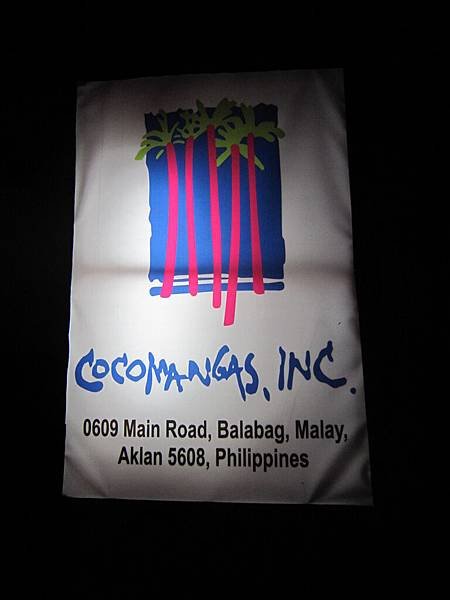 COCOMANGAS, INC.
0609 Main Road, Balabag, Malay,
Aklan 5608, Philippines